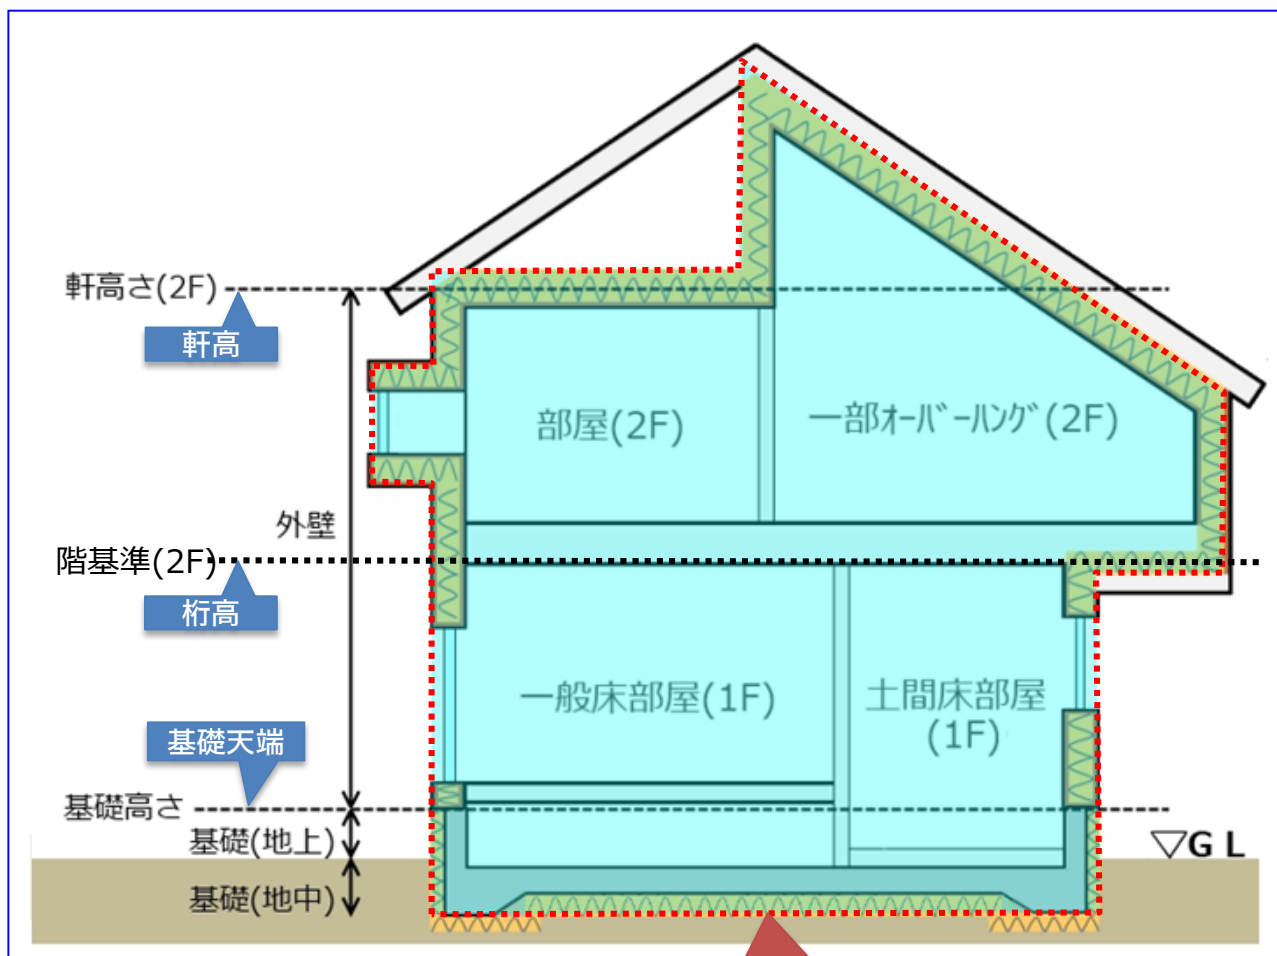 軒高さ(2F)
軒高
部屋(2F)
一部ｵｰﾊﾞｰﾊﾝｸﾞ(2F)
外壁
階基準(2F)
桁高
一般床部屋(1F)
土間床部屋
(1F)
基礎天端
基礎高さ
基礎(地上)
▽G L
基礎(地中)